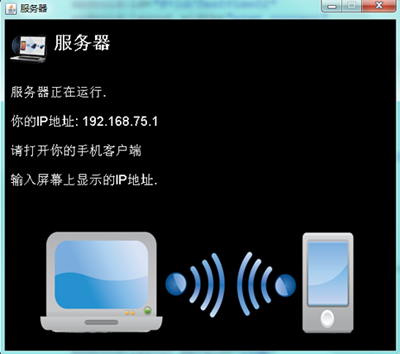 服务器
服务器
服务器正在运行.
你的IP地址: 192.168.75.1
请打开你的手机客户端
输入屏幕上显示的IP地址.